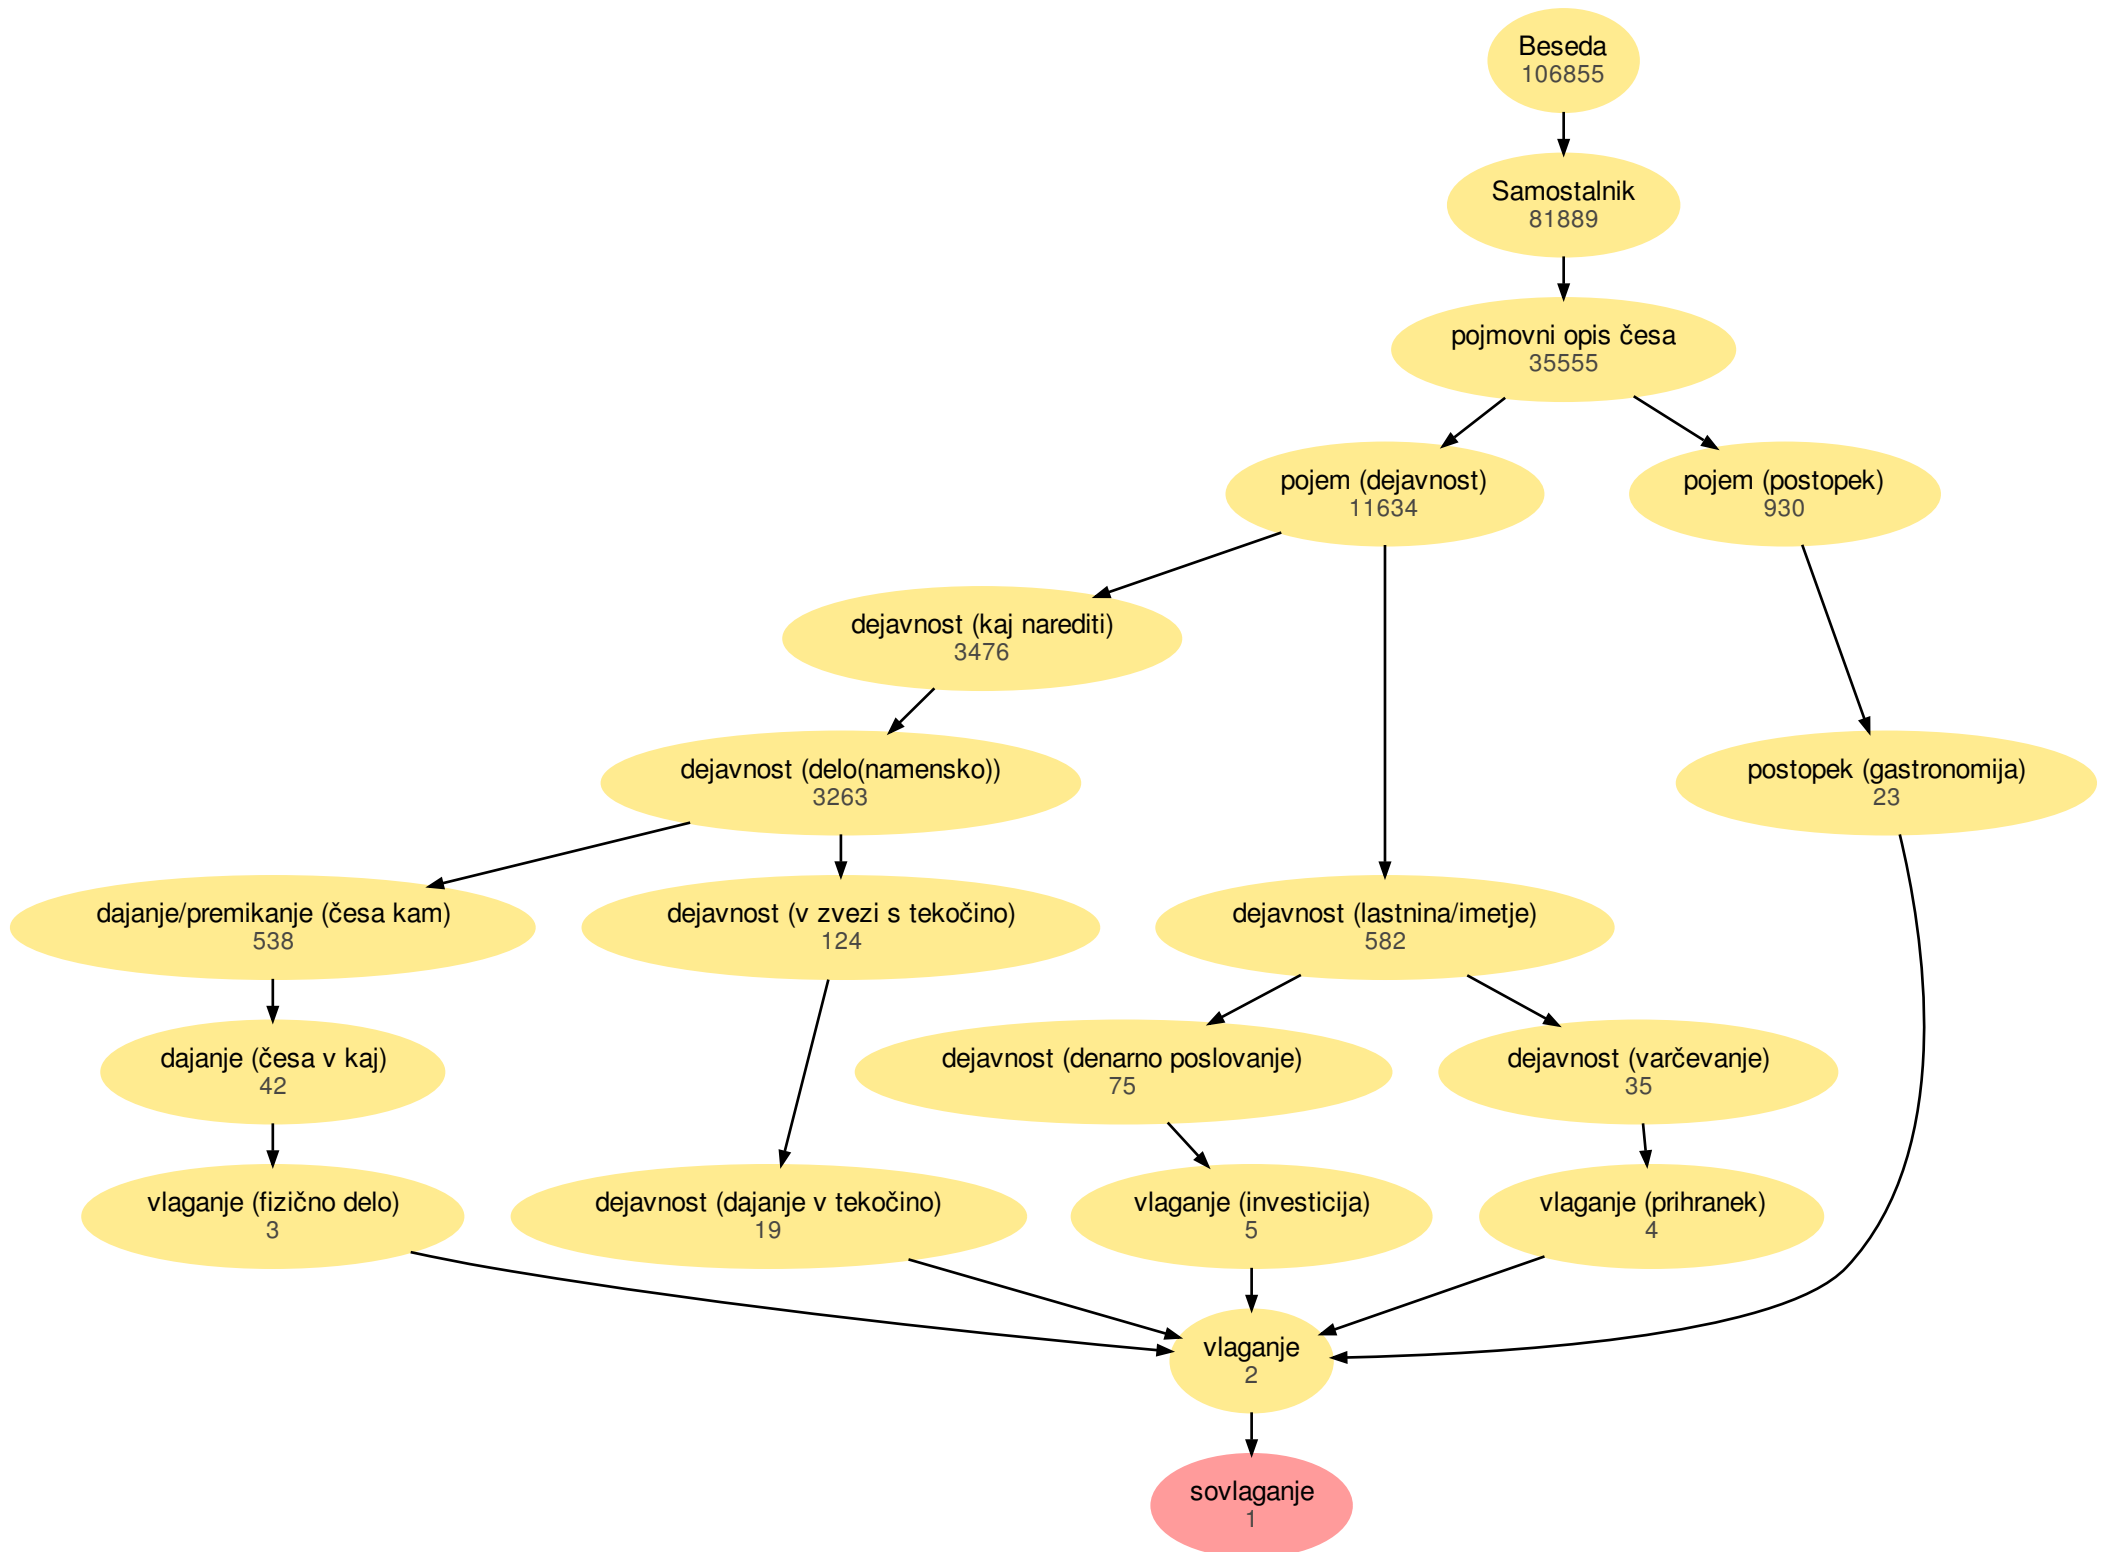 Beseda
106855
Samostalnik
81889
pojmovni opis česa
35555
pojem (dejavnost)
11634
pojem (postopek)
930
dejavnost (kaj narediti)
3476
dejavnost (delo(namensko))
3263
postopek (gastronomija)
23
dajanje/premikanje (česa kam)
538
dejavnost (v zvezi s tekočino)
124
dejavnost (lastnina/imetje)
582
dajanje (česa v kaj)
42
dejavnost (denarno poslovanje)
75
dejavnost (varčevanje)
35
vlaganje (fizično delo)
3
dejavnost (dajanje v tekočino)
19
vlaganje (investicija)
5
vlaganje (prihranek)
4
vlaganje
2
sovlaganje
1